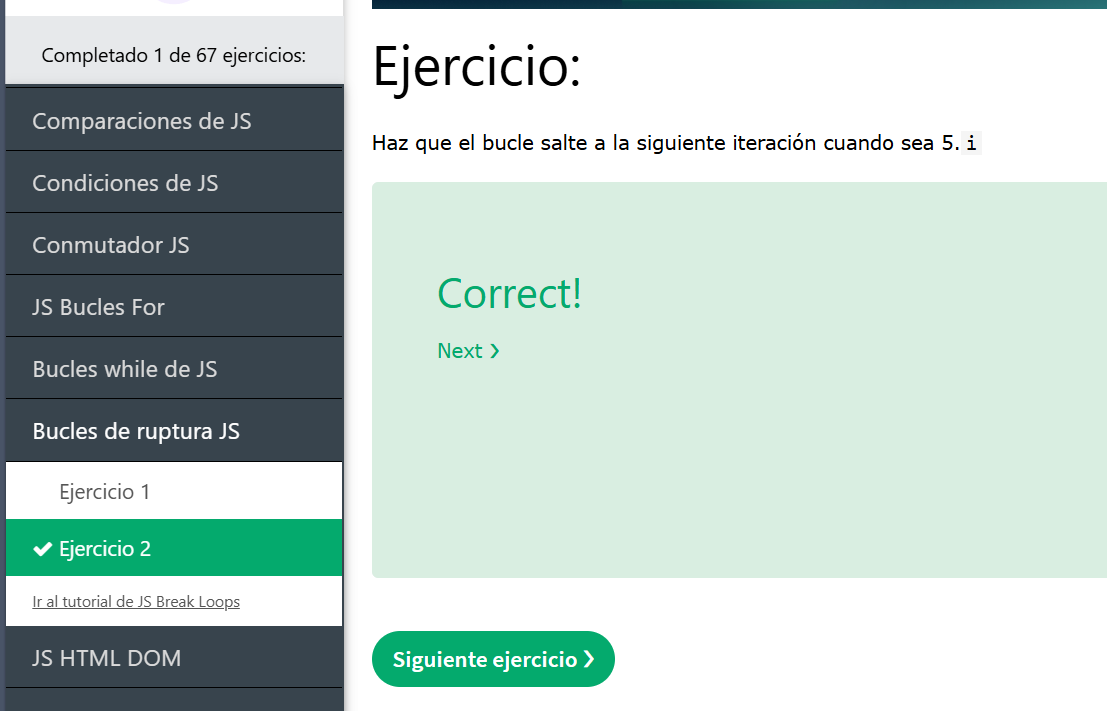 Completado 1 de 67 ejercicios:
Comparaciones de JS
Condiciones de JS
Conmutador JS
JS Bucles For
Bucles while de JS
Bucles de ruptura JS
Ejercicio 1
Ejercicio 2
Ir al tutorial de JS Break Loops
JS HTML DOM
Ejercicio:
Haz que el bucle salte a la siguiente iteración cuando sea 5. i
Correct!
Next ❯
Siguiente ejercicio ❯